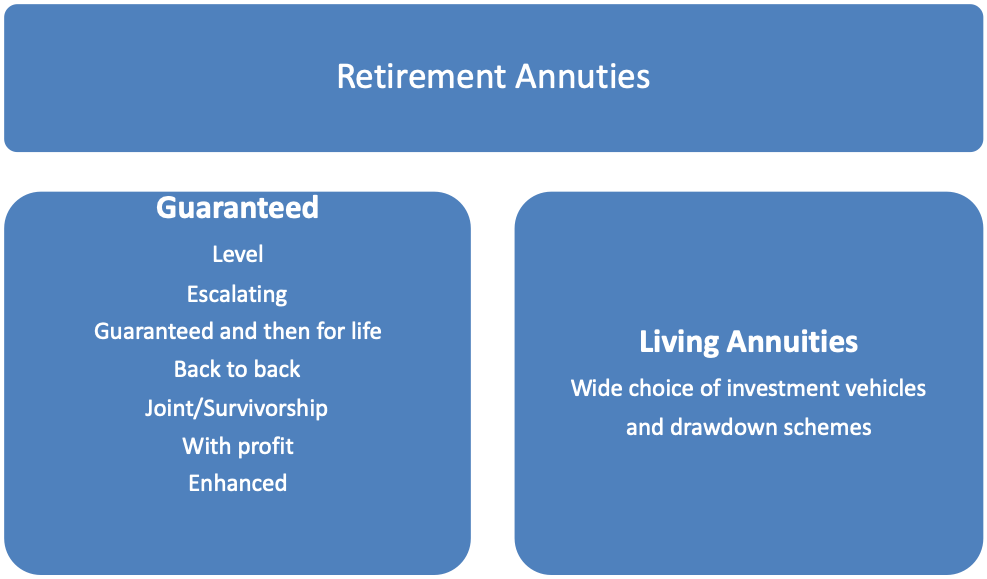 Retirement Annuties
Guaranteed
Level
Escalating
Guaranteed and then for life
Back to back
Joint/Survivorship
With profit
Enhanced
Living Annuities
Wide choice of investment vehicles
and drawdown schemes